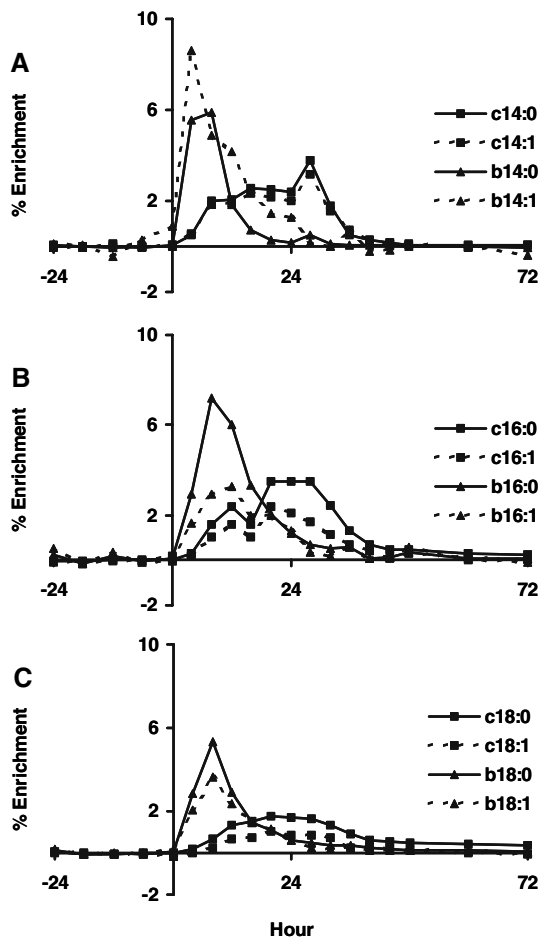 A
% Enrichment
10
6
2
-2
-24
24
72
c14:0
c14:1
b14:0
b14:1
B
% Enrichment
10
6
2
-2
-24
24
72
c16:0
c16:1
b16:0
b16:1
C
% Enrichment
10
6
2
-2
-24
24
72
c18:0
c18:1
b18:0
b18:1
Hour